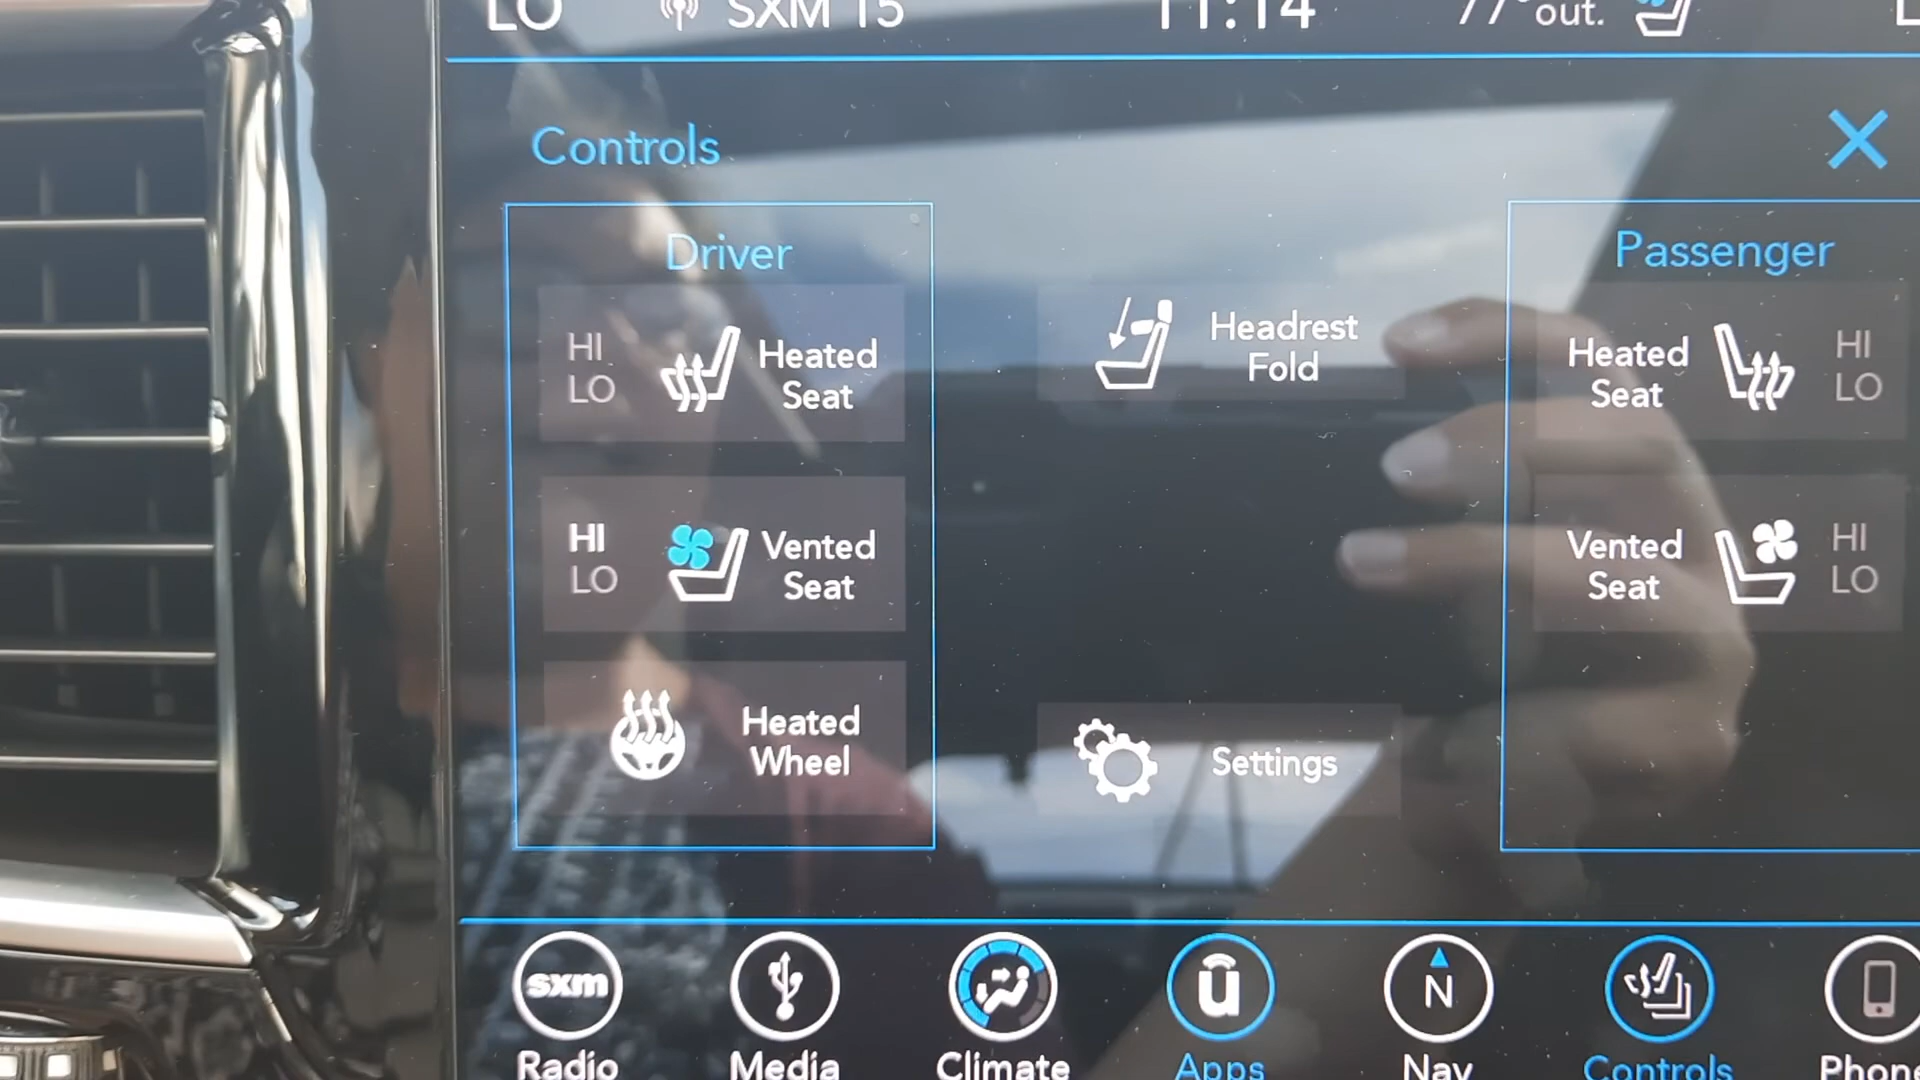 LO SXM 15 11:14 77° out.
Controls
Driver
HI
LO
Heated
Seat
HI
LO
Vented
Seat
Heated
Wheel
Headrest
Fold
Settings
Passenger
Heated
Seat
HI
LO
Vented
Seat
HI
LO
sxm
Radio
Media
Climate
u
Apps
N
Nav
Controls
Phone